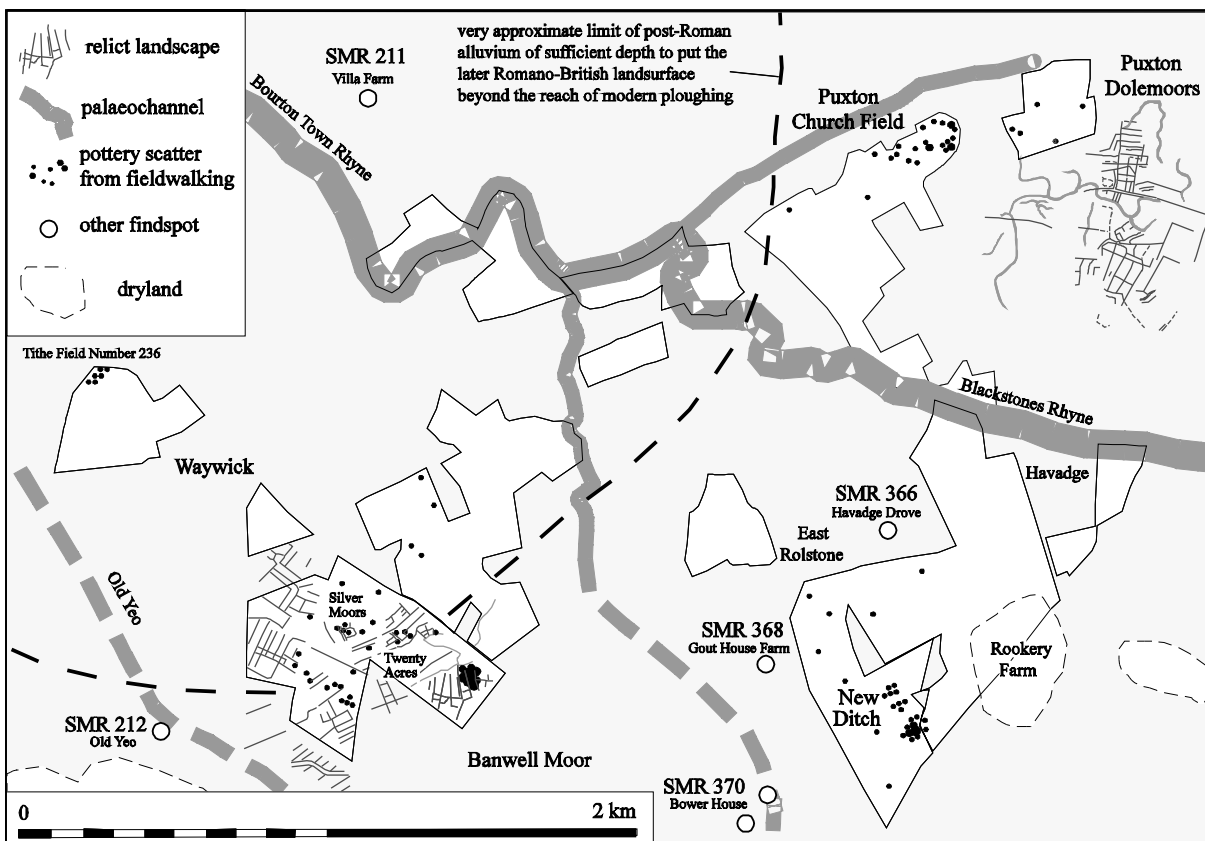 relict landscape
palaeochannel
pottery scatter
from fieldwalking
other findspot
dryland
SMR 211
Villa Farm
very approximate limit of post-Roman
alluvium of sufficient depth to put the
later Romano-British landsurface
beyond the reach of modern ploughing
Bourton Town Rhyne
Puxton
Church Field
Puxton
Dolemoors
Tithe Field Number 236
Waywick
Blackstones Rhyne
Havadge
SMR 366
Havadge Drove
East
Rolstone
Old Yeo
Silver
Moors
Twenty
Acres
SMR 368
Gout House Farm
Rookery
Farm
New
Ditch
SMR 212
Old Yeo
Banwell Moor
SMR 370
Bower House
0
2 km